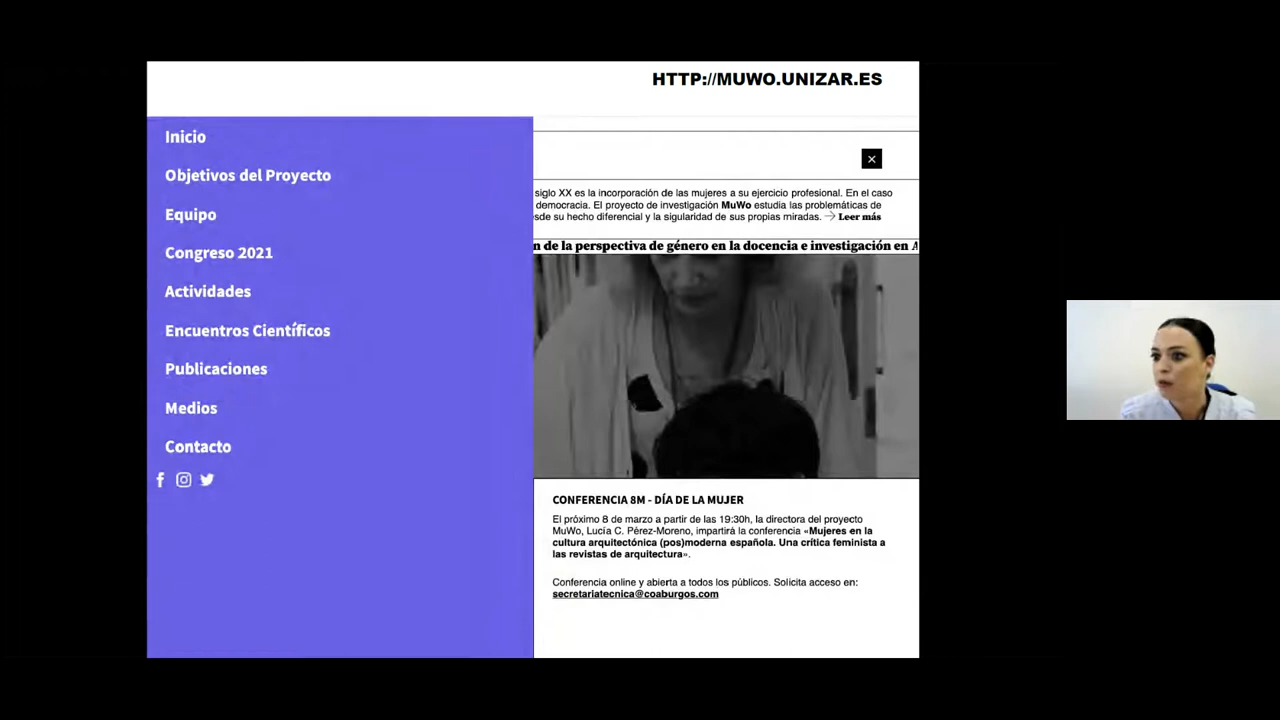 HTTP://MUWO.UNIZAR.ES
Inicio
Objetivos del Proyecto
Equipo
Congreso 2021
Actividades
Encuentros Científicos
Publicaciones
Medios
Contacto
siglo XX es la incorporación de las mujeres a su ejercicio profesional. En el caso
democracia. El proyecto de investigación MuWo estudia las problemáticas de
sde su hecho diferencial y la sigularidad de sus propias miradas. → Leer más
n de la perspectiva de género en la docencia e investigación en A
CONFERENCIA 8M - DÍA DE LA MUJER
El próximo 8 de marzo a partir de las 19:30h, la directora del proyecto
MuWo, Lucía C. Pérez-Moreno, impartirá la conferencia «Mujeres en la
cultura arquitectónica (pos)moderna española. Una crítica feminista a
las revistas de arquitectura».
Conferencia online y abierta a todos los públicos. Solicita acceso en:
secretariatecnica@coaburgos.com